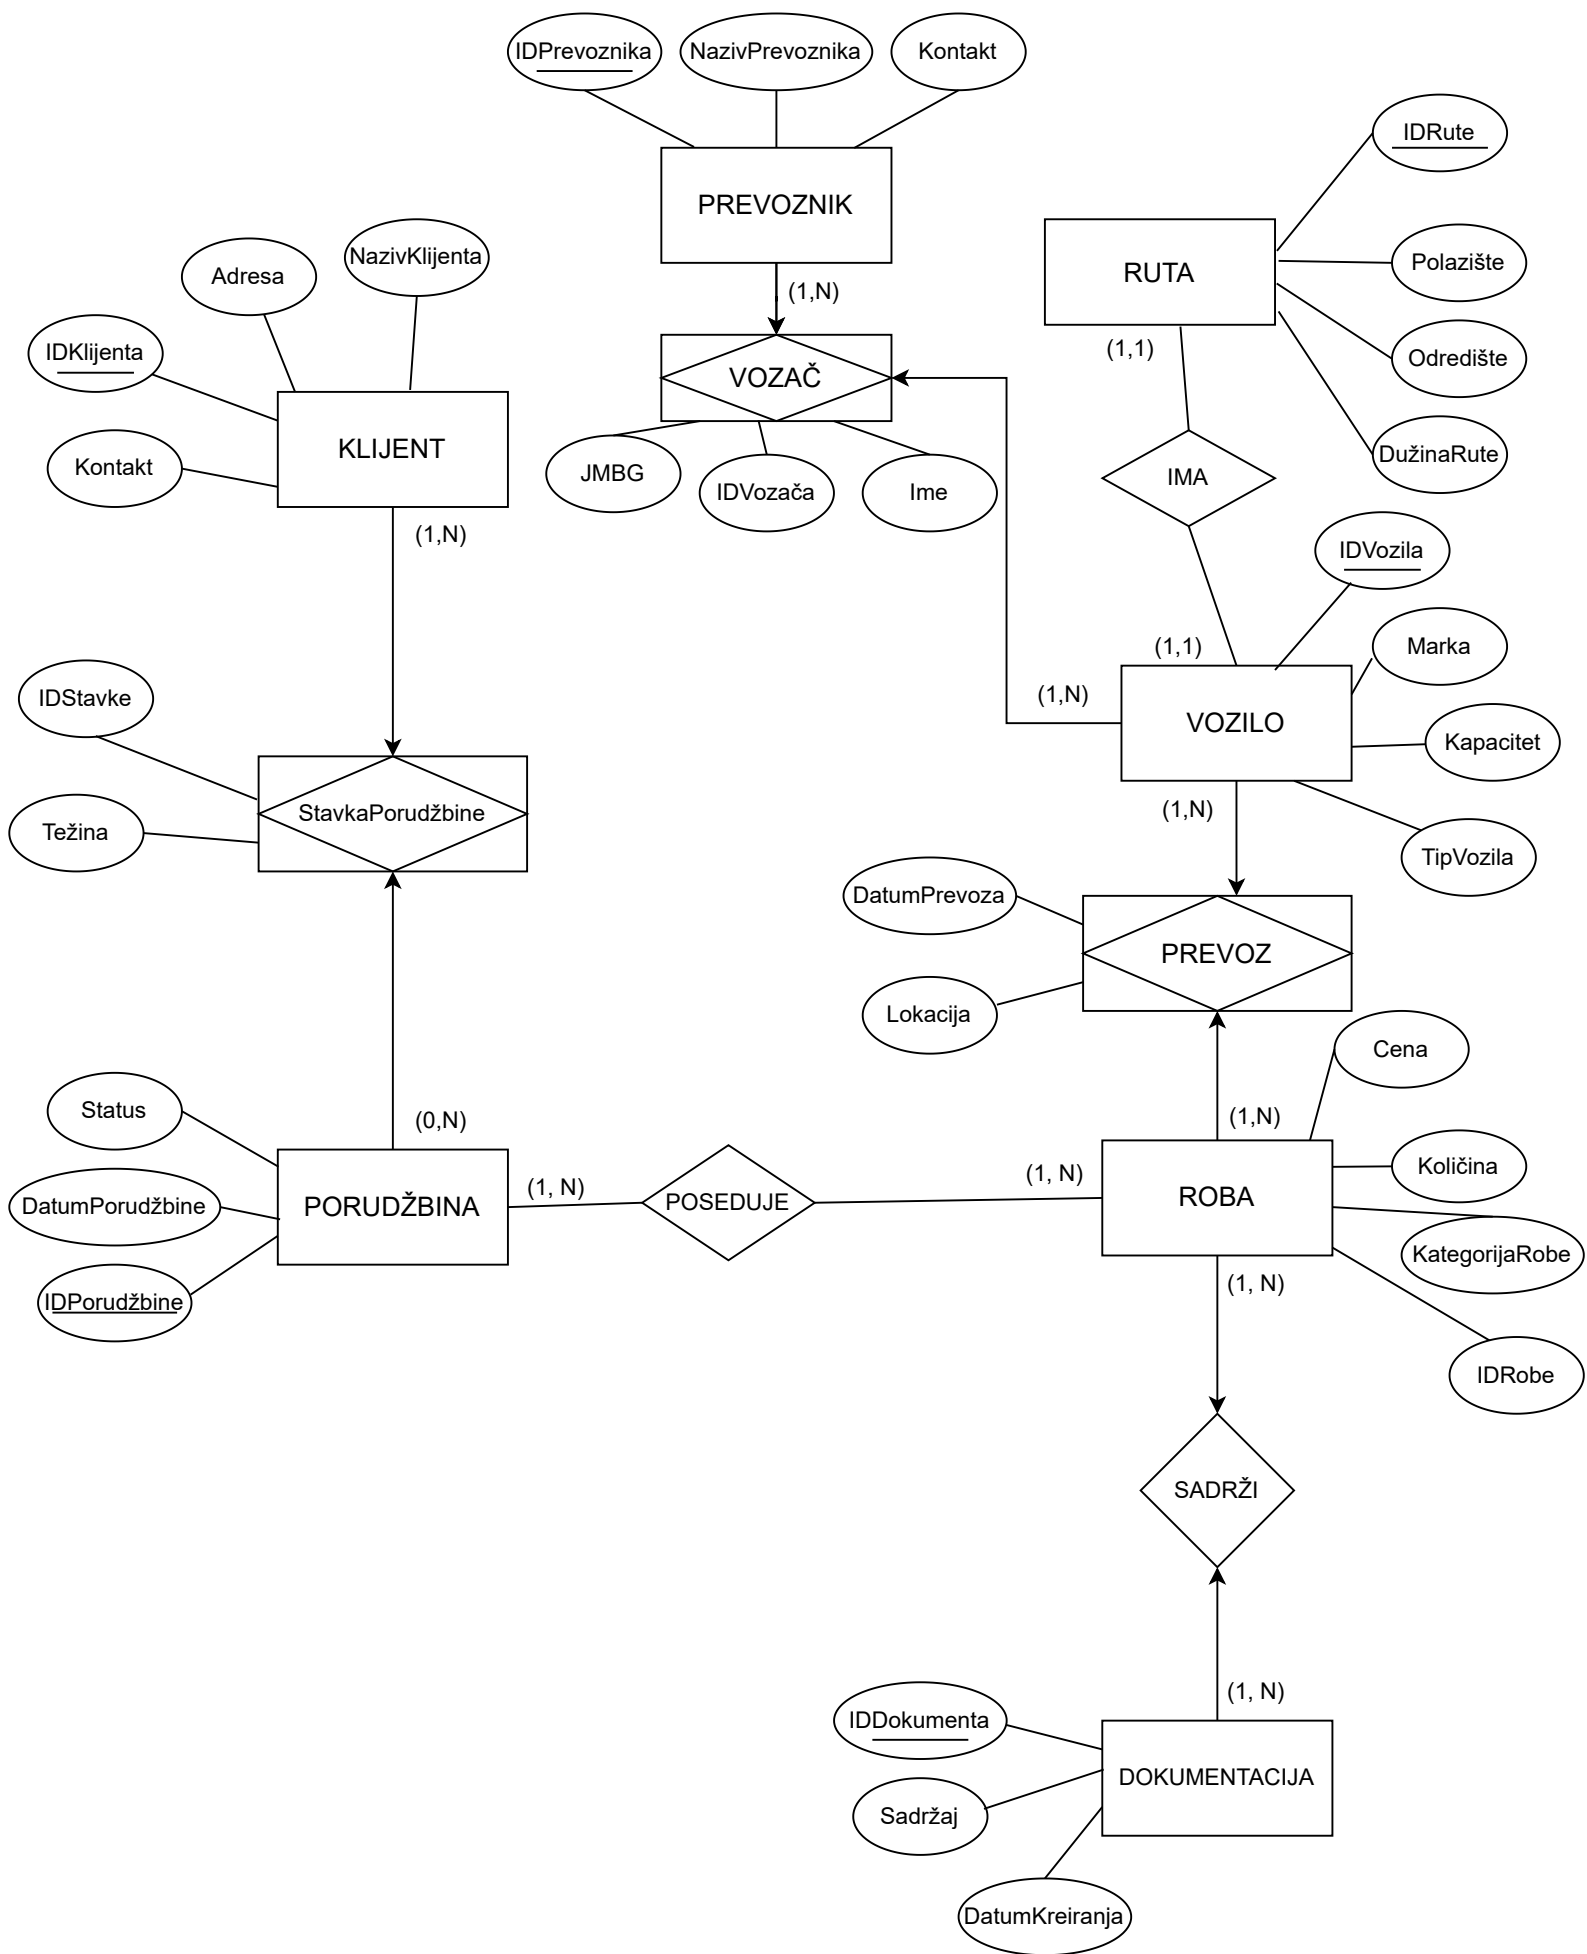 IDPrevoznika
NazivPrevoznika
Kontakt
IDRute
PREVOZNIK
Polazište
RUTA
NazivKlijenta
Adresa
(1,N)
IDKlijenta
(1,1)
Odredište
VOZAČ
KLIJENT
DužinaRute
Kontakt
JMBG
IDVozača
Ime
IMA
(1,N)
IDVozila
(1,1)
Marka
IDStavke
(1,N)
VOZILO
Kapacitet
StavkaPorudžbine
(1,N)
Težina
TipVozila
DatumPrevoza
PREVOZ
Lokacija
Cena
Status
(0,N)
(1,N)
Količina
(1, N)
(1, N)
DatumPorudžbine
PORUDŽBINA
POSEDUJE
ROBA
KategorijaRobe
(1, N)
IDPorudžbine
IDRobe
SADRŽI
(1, N)
IDDokumenta
DOKUMENTACIJA
Sadržaj
DatumKreiranja